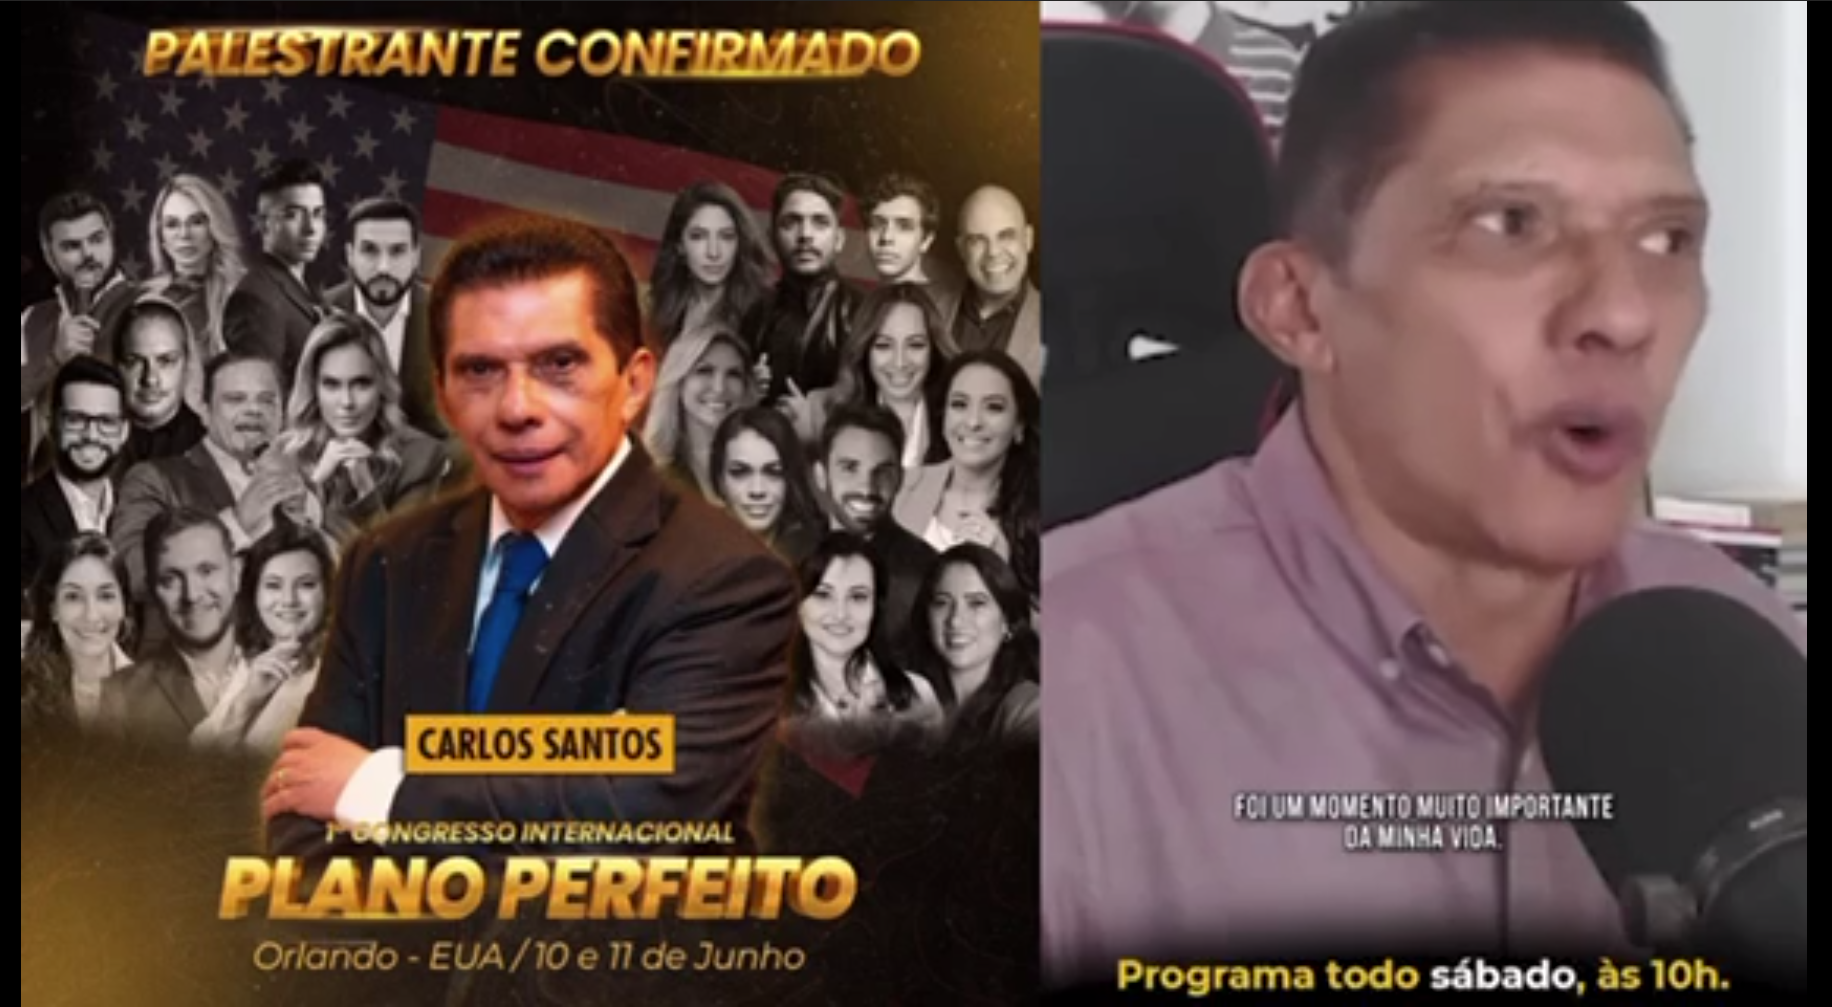 PALESTRANTE CONFIRMADO
CARLOS SANTOS
1º CONGRESSO INTERNACIONAL
PLANO PERFEITO
Orlando - EUA / 10 e 11 de Junho
FOI UM MOMENTO MUITO IMPORTANTE
DA MINHA VIDA.
Programa todo sábado, às 10h.